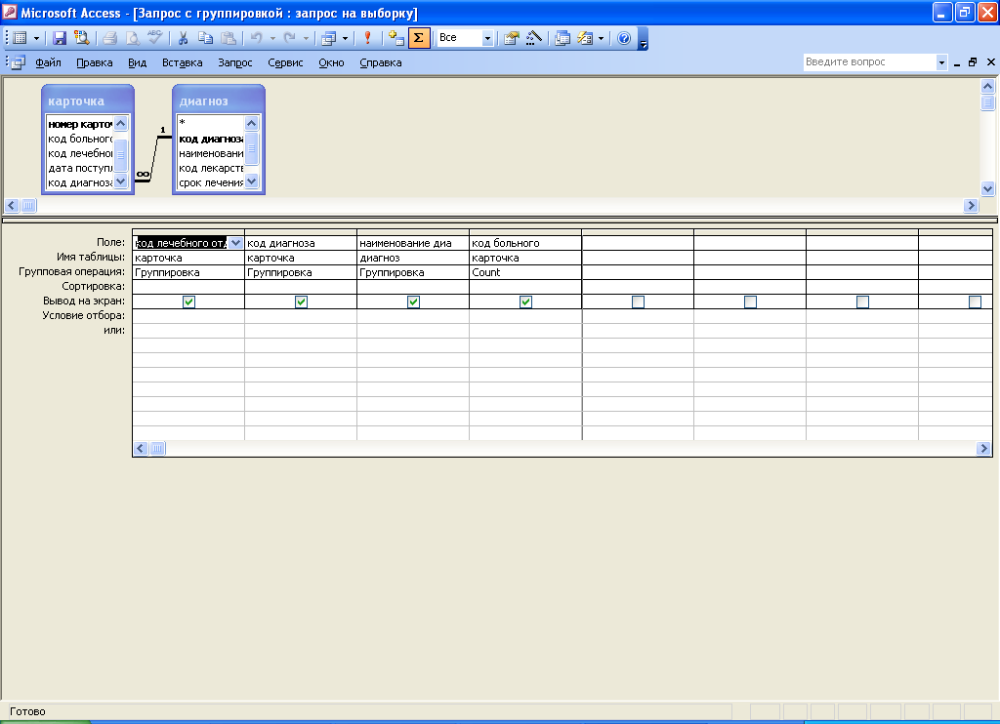 Microsoft Access - [Запрос с группировкой : запрос на выборку]
Все
Файл Правка Вид Вставка Запрос Сервис Окно Справка Введите вопрос
карточка
номер карто
код больного
код лечебно
дата поступл
код диагноза
1
∞
диагноз
*
код диагноза
наименовани
код лекарств
срок лечения
Поле: код лечебного отд код диагноза наименование диа код больного
Имя таблицы: карточка карточка диагноз карточка
Групповая операция: Группировка Группировка Группировка Count
Сортировка:
Вывод на экран:
Условие отбора:
или:
Готово